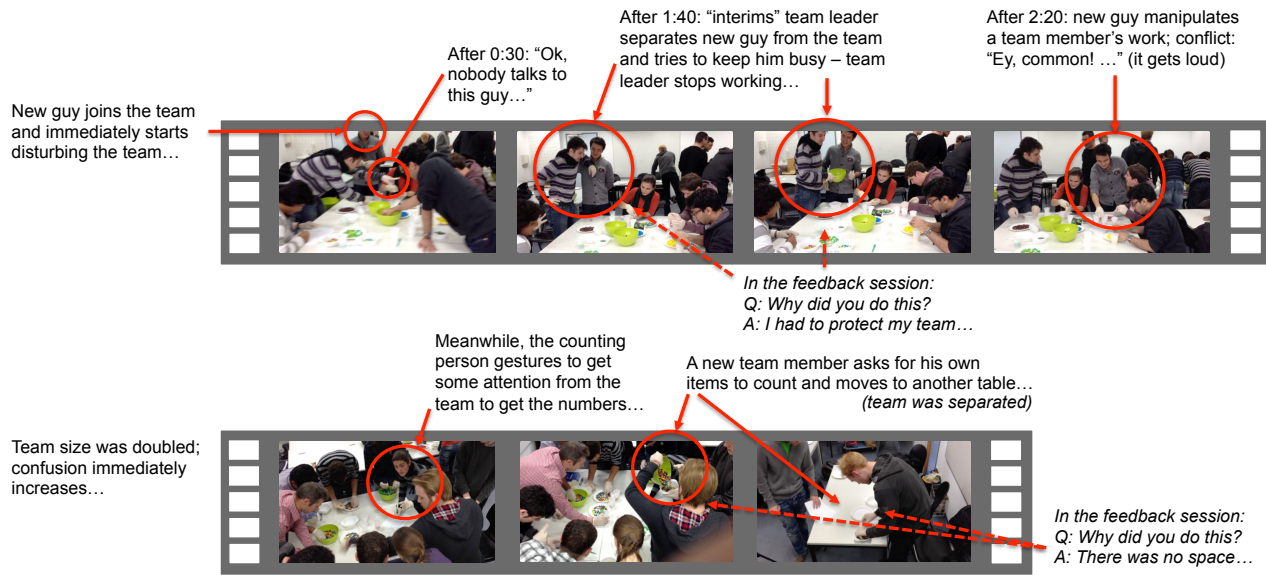 After 1:40: “interims” team leader
separates new guy from the team
and tries to keep him busy – team
leader stops working…
After 2:20: new guy manipulates
a team member’s work; conflict:
“Ey, common! …” (it gets loud)
After 0:30: “Ok,
nobody talks to
this guy…”
New guy joins the team
and immediately starts
disturbing the team…
In the feedback session:
Q: Why did you do this?
A: I had to protect my team…
Meanwhile, the counting
person gestures to get
some attention from the
team to get the numbers…
A new team member asks for his own
items to count and moves to another table…
(team was separated)
Team size was doubled;
confusion immediately
increases…
In the feedback session:
Q: Why did you do this?
A: There was no space…